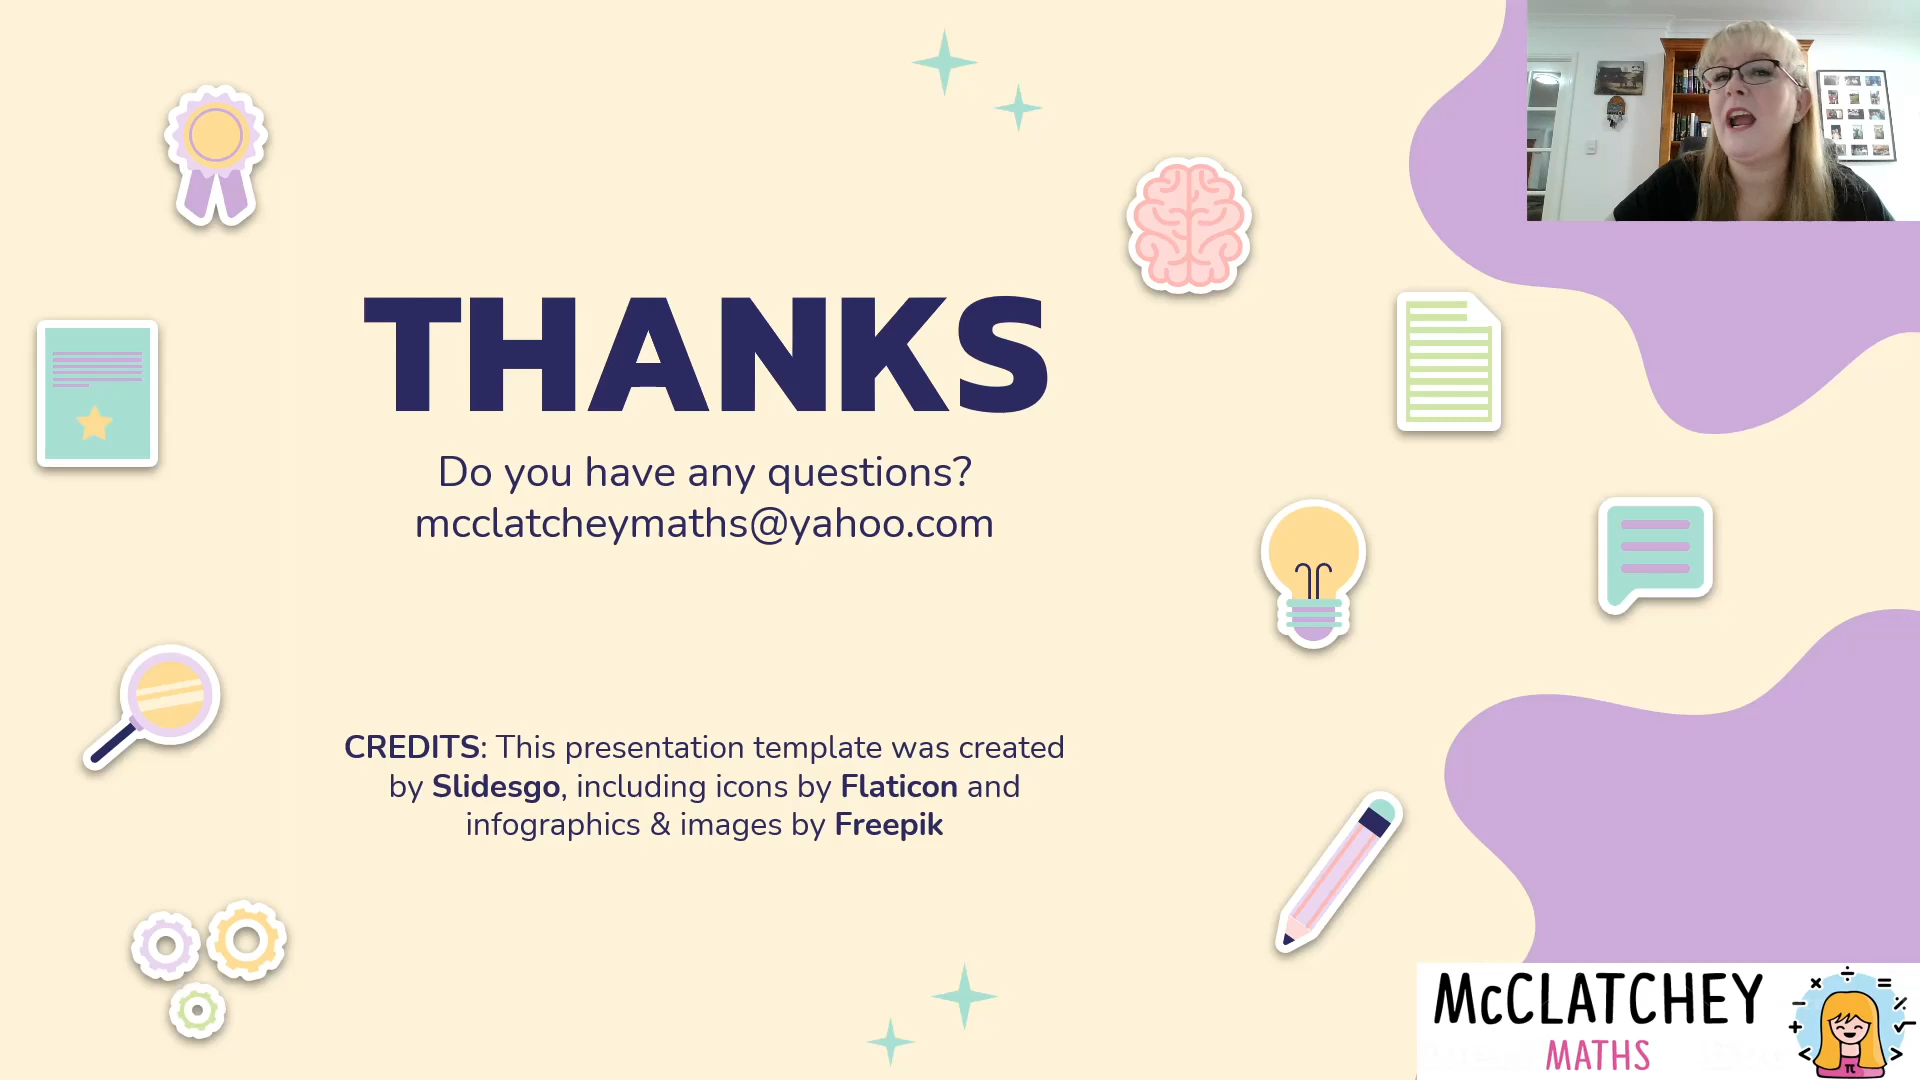 THANKS
Do you have any questions?
mcclatcheymaths@yahoo.com
CREDITS: This presentation template was created
by Slidesgo, including icons by Flaticon and
infographics & images by Freepik
McCLATCHEY
MATHS
π